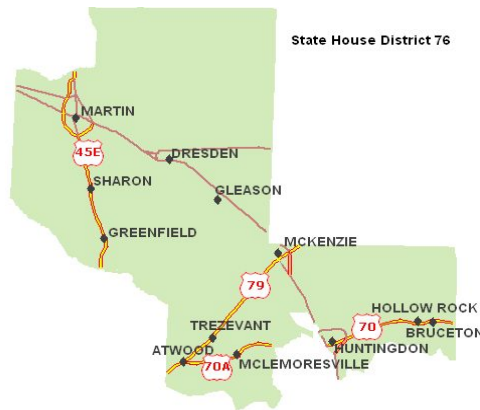 State House District 76
MARTIN
45E
DRESDEN
SHARON
GLEASON
GREENFIELD
MCKENZIE
79
HOLLOW ROCK
TREZEVANT
70
BRUCETON
ATWOOD
HUNTINGDON
70A
MCLEMORESVILLE